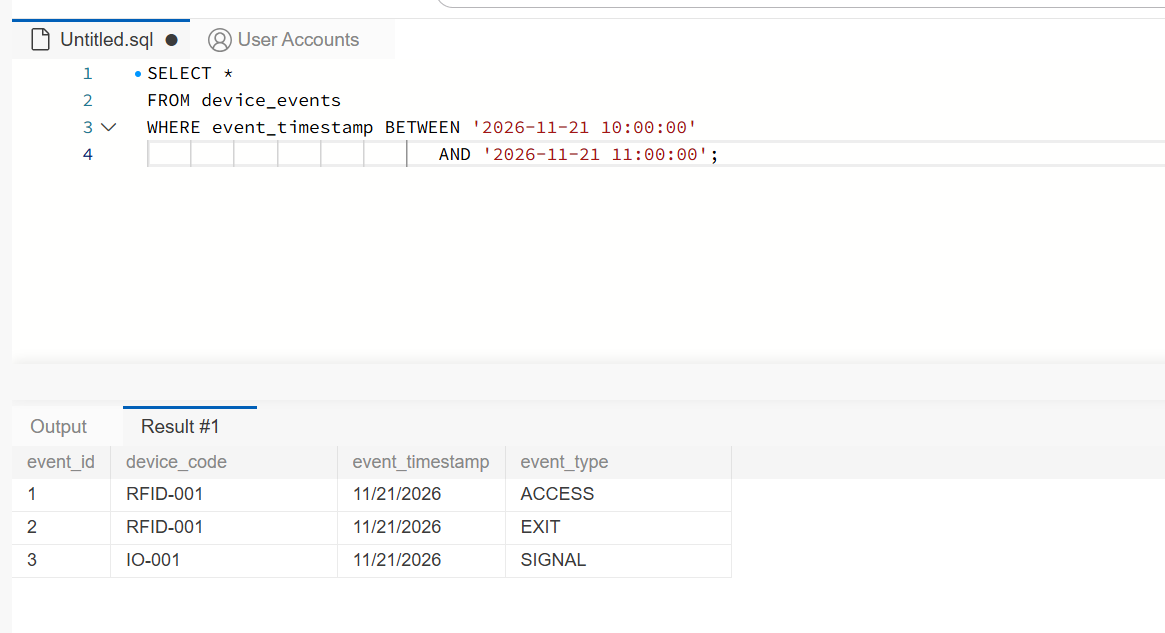 Untitled.sql ● User Accounts
1 SELECT *
2 FROM device_events
3 WHERE event_timestamp BETWEEN '2026-11-21 10:00:00'
4 AND '2026-11-21 11:00:00';
Output Result #1
event_id device_code event_timestamp event_type
1 RFID-001 11/21/2026 ACCESS
2 RFID-001 11/21/2026 EXIT
3 IO-001 11/21/2026 SIGNAL